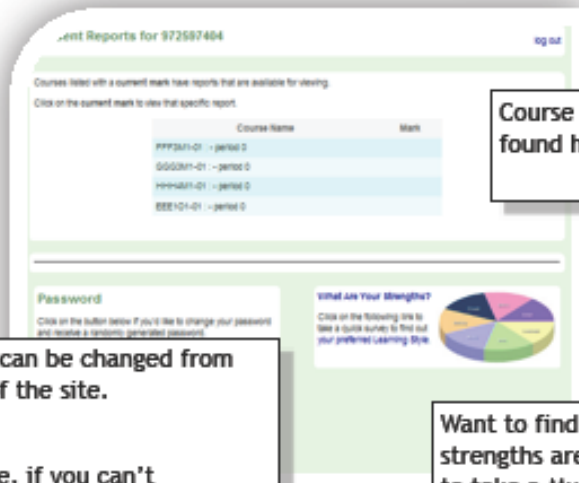 ent Reports for 972597404
log out
Courses listed with a current mark have reports that are available for viewing.
Click on the current mark to view that specific report.
Course Name Mark
PPP3M1-01 : - period 0
GGG3M1-01 : - period 0
HHH4M1-01 : - period 0
EEE1O1-01 : - period 0
Course
found h
Password
Click on the button below if you'd like to change your password
and receive a randomly generated password.
What Are Your Strengths?
Click on the following link to
take a quick survey to find out
your preferred Learning Style.
can be changed from
f the site.
e, if you can't
Want to find
strengths are